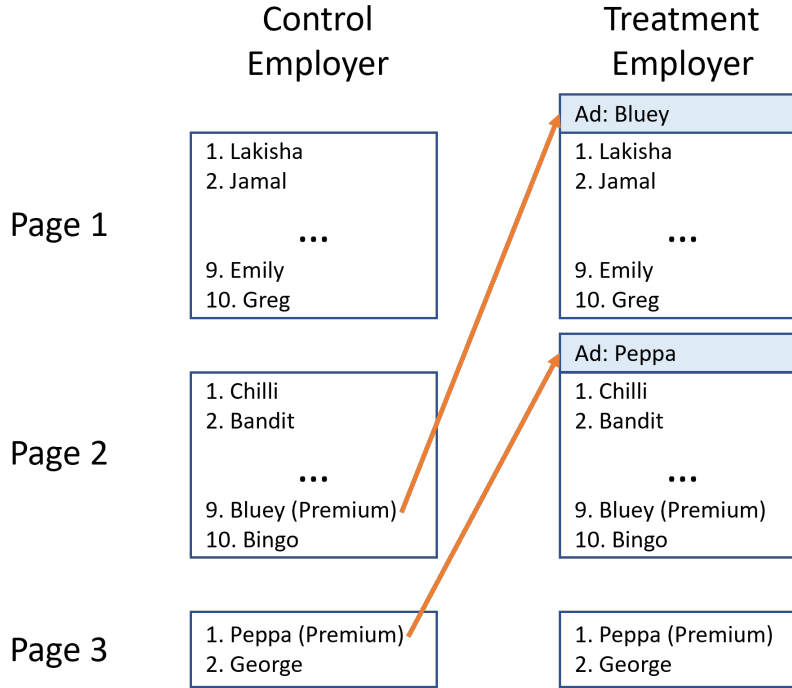 Control
Employer
Treatment
Employer
Page 1
1. Lakisha
2. Jamal
...
9. Emily
10. Greg
Ad: Bluey
1. Lakisha
2. Jamal
...
9. Emily
10. Greg
Page 2
1. Chilli
2. Bandit
...
9. Bluey (Premium)
10. Bingo
Ad: Peppa
1. Chilli
2. Bandit
...
9. Bluey (Premium)
10. Bingo
Page 3
1. Peppa (Premium)
2. George
1. Peppa (Premium)
2. George